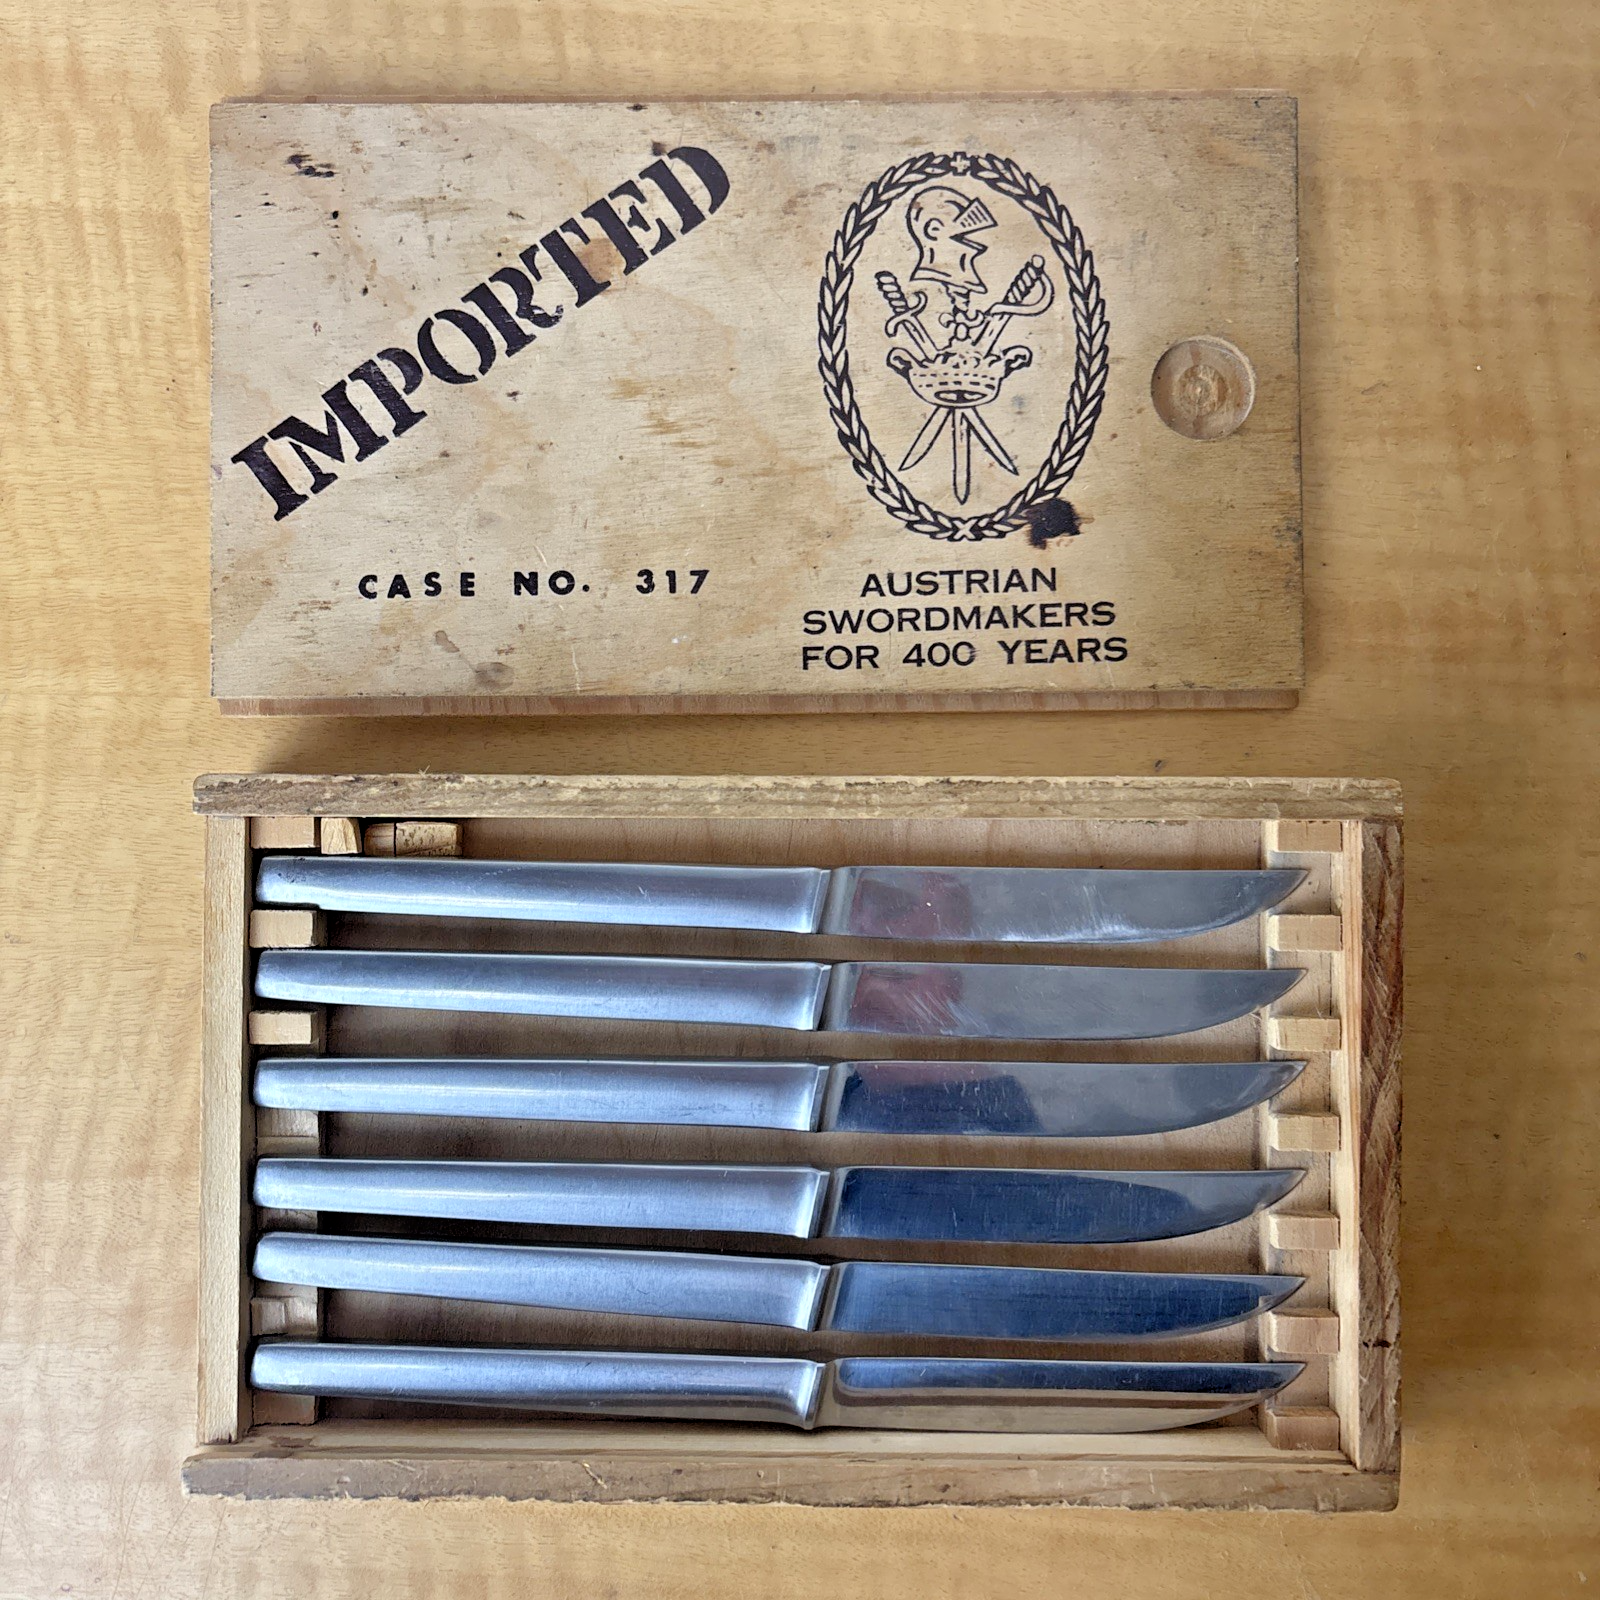 IMPORTED
CASE NO. 317
AUSTRIAN
SWORDMAKERS
FOR 400 YEARS